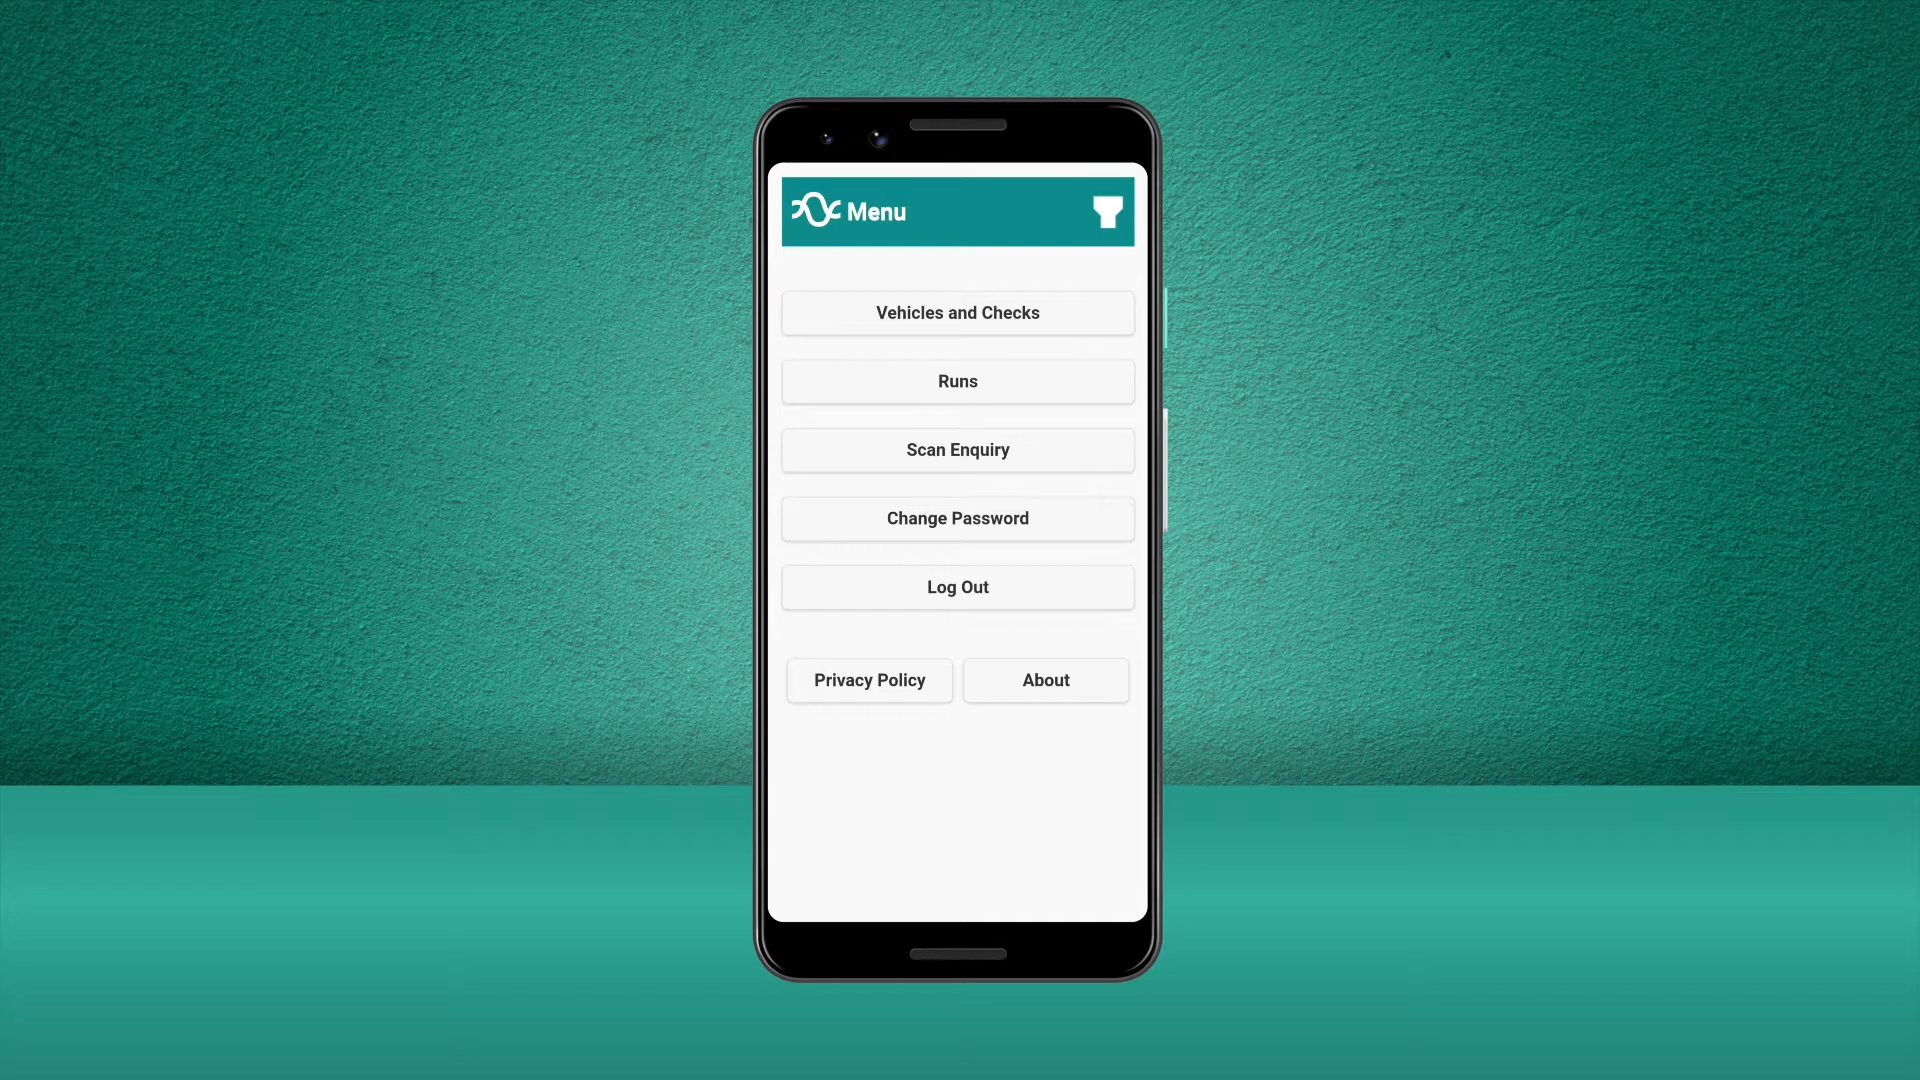 Menu
Vehicles and Checks
Runs
Scan Enquiry
Change Password
Log Out
Privacy Policy
About